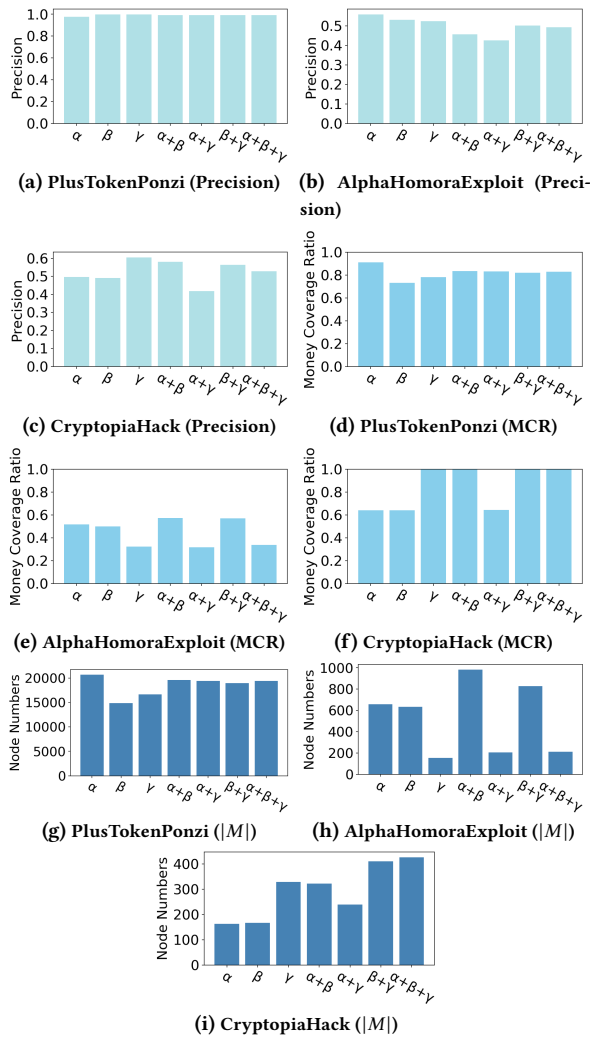 Precision
1.0
0.8
0.6
0.4
0.2
0.0
α β γ α+β α+γ β+γ α+β+γ
(a) PlusTokenPonzi (Precision)
Precision
0.5
0.4
0.3
0.2
0.1
0.0
α β γ α+β α+γ β+γ α+β+γ
(b) AlphaHomoraExploit (Preci-
sion)
Precision
0.6
0.5
0.4
0.3
0.2
0.1
0.0
α β γ α+β α+γ β+γ α+β+γ
(c) CryptopiaHack (Precision)
Money Coverage Ratio
1.0
0.8
0.6
0.4
0.2
0.0
α β γ α+β α+γ β+γ α+β+γ
(d) PlusTokenPonzi (MCR)
Money Coverage Ratio
1.0
0.8
0.6
0.4
0.2
0.0
α β γ α+β α+γ β+γ α+β+γ
(e) AlphaHomoraExploit (MCR)
Money Coverage Ratio
1.0
0.8
0.6
0.4
0.2
0.0
α β γ α+β α+γ β+γ α+β+γ
(f) CryptopiaHack (MCR)
Node Numbers
20000
15000
10000
5000
0
α β γ α+β α+γ β+γ α+β+γ
(g) PlusTokenPonzi (|M|)
Node Numbers
1000
800
600
400
200
0
α β γ α+β α+γ β+γ α+β+γ
(h) AlphaHomoraExploit (|M|)
Node Numbers
400
300
200
100
0
α β γ α+β α+γ β+γ α+β+γ
(i) CryptopiaHack (|M|)